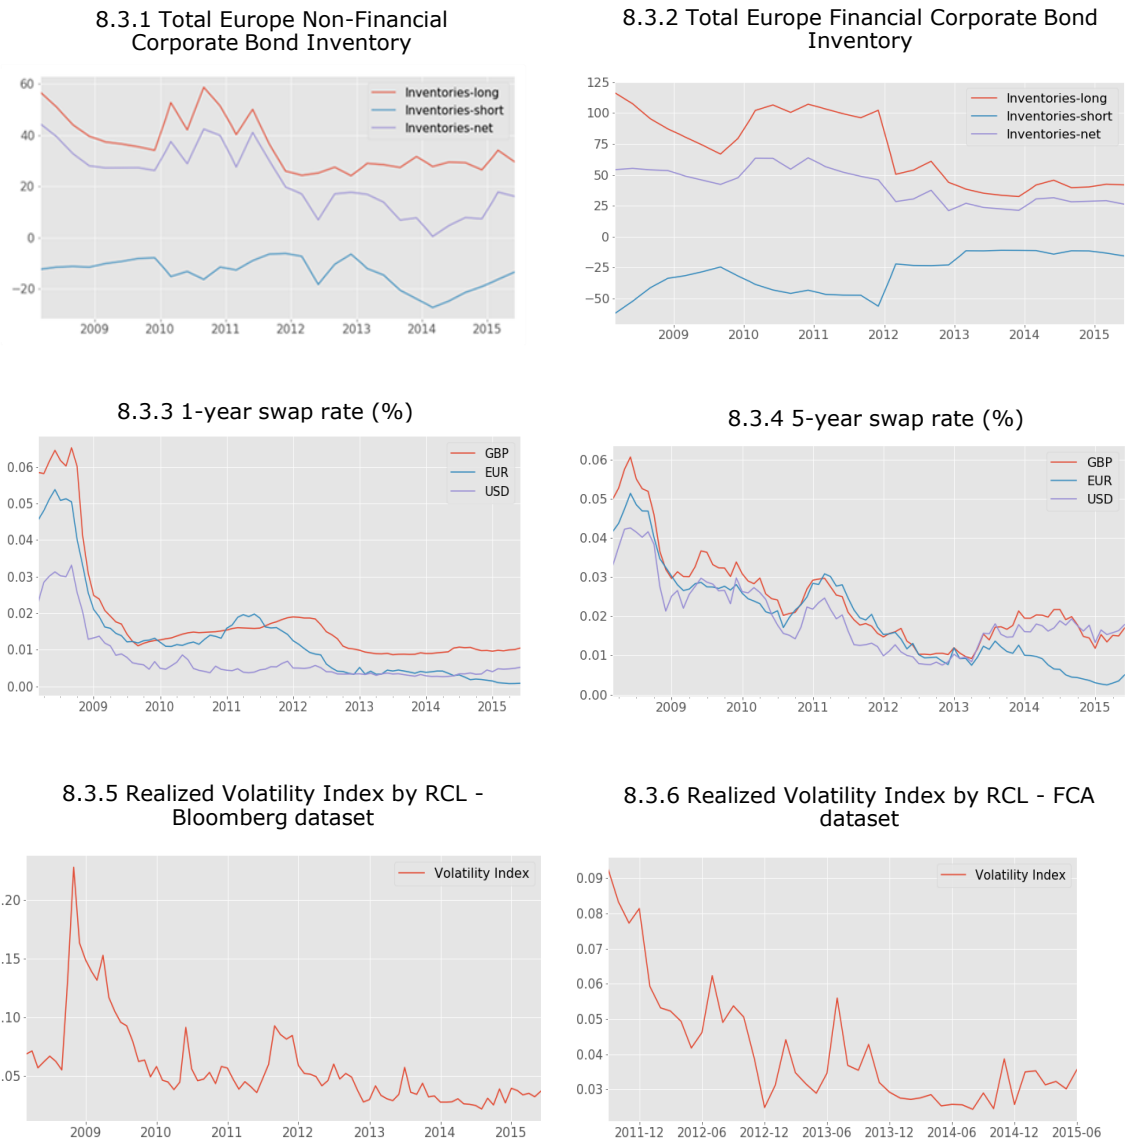 8.3.1 Total Europe Non-Financial
Corporate Bond Inventory
60
40
20
0
−20
2009 2010 2011 2012 2013 2014 2015
Inventories-long
Inventories-short
Inventories-net
8.3.2 Total Europe Financial Corporate Bond
Inventory
125
100
75
50
25
0
−25
−50
2009 2010 2011 2012 2013 2014 2015
Inventories-long
Inventories-short
Inventories-net
8.3.3 1-year swap rate (%)
0.06
0.05
0.04
0.03
0.02
0.01
0.00
2009 2010 2011 2012 2013 2014 2015
GBP
EUR
USD
8.3.4 5-year swap rate (%)
0.06
0.05
0.04
0.03
0.02
0.01
0.00
2009 2010 2011 2012 2013 2014 2015
GBP
EUR
USD
8.3.5 Realized Volatility Index by RCL -
Bloomberg dataset
.20
.15
.10
.05
2009 2010 2011 2012 2013 2014 2015
Volatility Index
8.3.6 Realized Volatility Index by RCL - FCA
dataset
0.09
0.08
0.07
0.06
0.05
0.04
0.03
2011-12 2012-06 2012-12 2013-06 2013-12 2014-06 2014-12 2015-06
Volatility Index